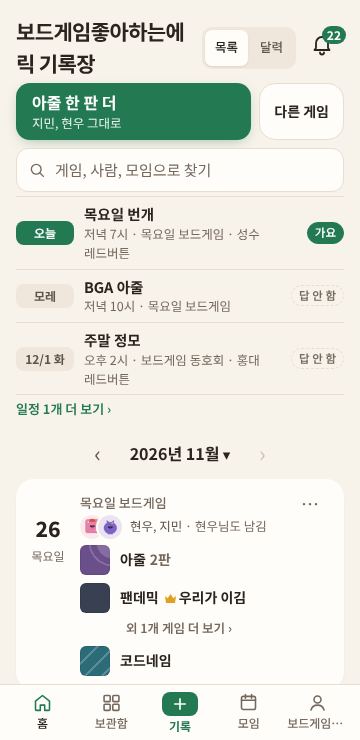 보드게임좋아하는에
릭 기록장
목록
달력
22
아줄 한 판 더
지민, 현우 그대로
다른 게임
게임, 사람, 모임으로 찾기
오늘
목요일 번개
저녁 7시 · 목요일 보드게임 · 성수
레드버튼
가요
모레
BGA 아줄
저녁 10시 · 목요일 보드게임
답 안 함
12/1 화
주말 정모
오후 2시 · 보드게임 동호회 · 홍대
레드버튼
답 안 함
일정 1개 더 보기 ›
‹ 2026년 11월 ▾ ›
목요일 보드게임 ···
26
목요일
현우, 지민 · 현우님도 남김
아줄 2판
팬데믹 우리가 이김
외 1개 게임 더 보기 ›
코드네임
홈
보관함
기록
모임
보드게임…